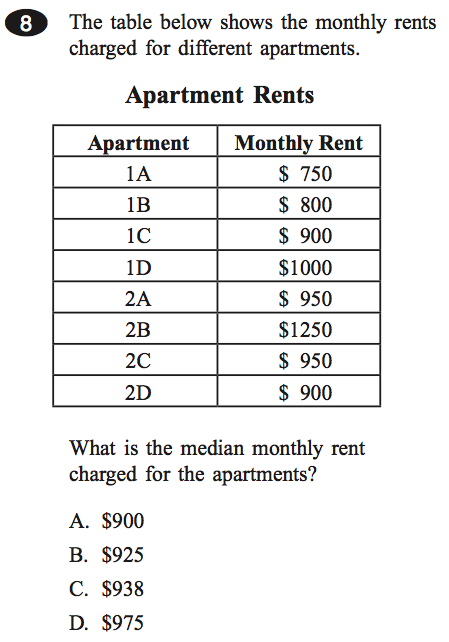 8 The table below shows the monthly rents
charged for different apartments.
Apartment Rents
Apartment Monthly Rent
1A $ 750
1B $ 800
1C $ 900
1D $1000
2A $ 950
2B $1250
2C $ 950
2D $ 900
What is the median monthly rent
charged for the apartments?
A. $900
B. $925
C. $938
D. $975